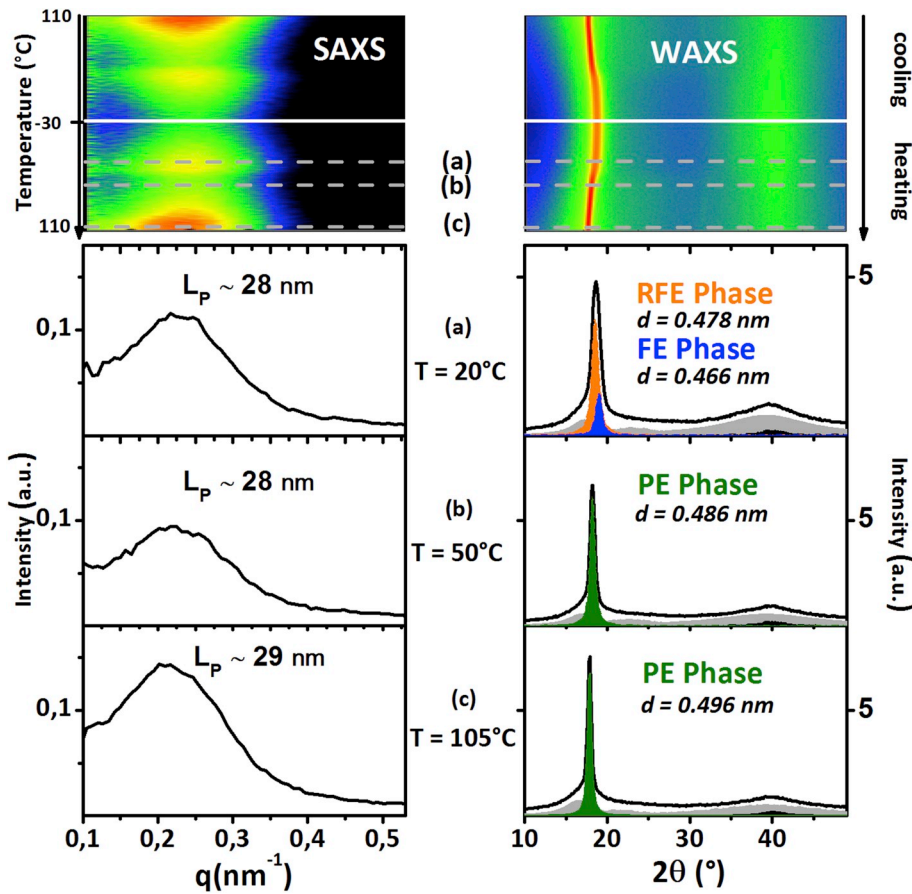 110
-30
110
Temperature (°C)
SAXS
WAXS
cooling
heating
(a)
(b)
(c)
L_P ~ 28 nm
0,1
(a)
T = 20°C
RFE Phase
d = 0.478 nm
FE Phase
d = 0.466 nm
5
L_P ~ 28 nm
0,1
(b)
T = 50°C
PE Phase
d = 0.486 nm
5
L_P ~ 29 nm
0,1
(c)
T = 105°C
PE Phase
d = 0.496 nm
5
Intensity (a.u.)
Intensity (a.u.)
0,1 0,2 0,3 0,4 0,5
q(nm⁻¹)
10 20 30 40
2θ (°)